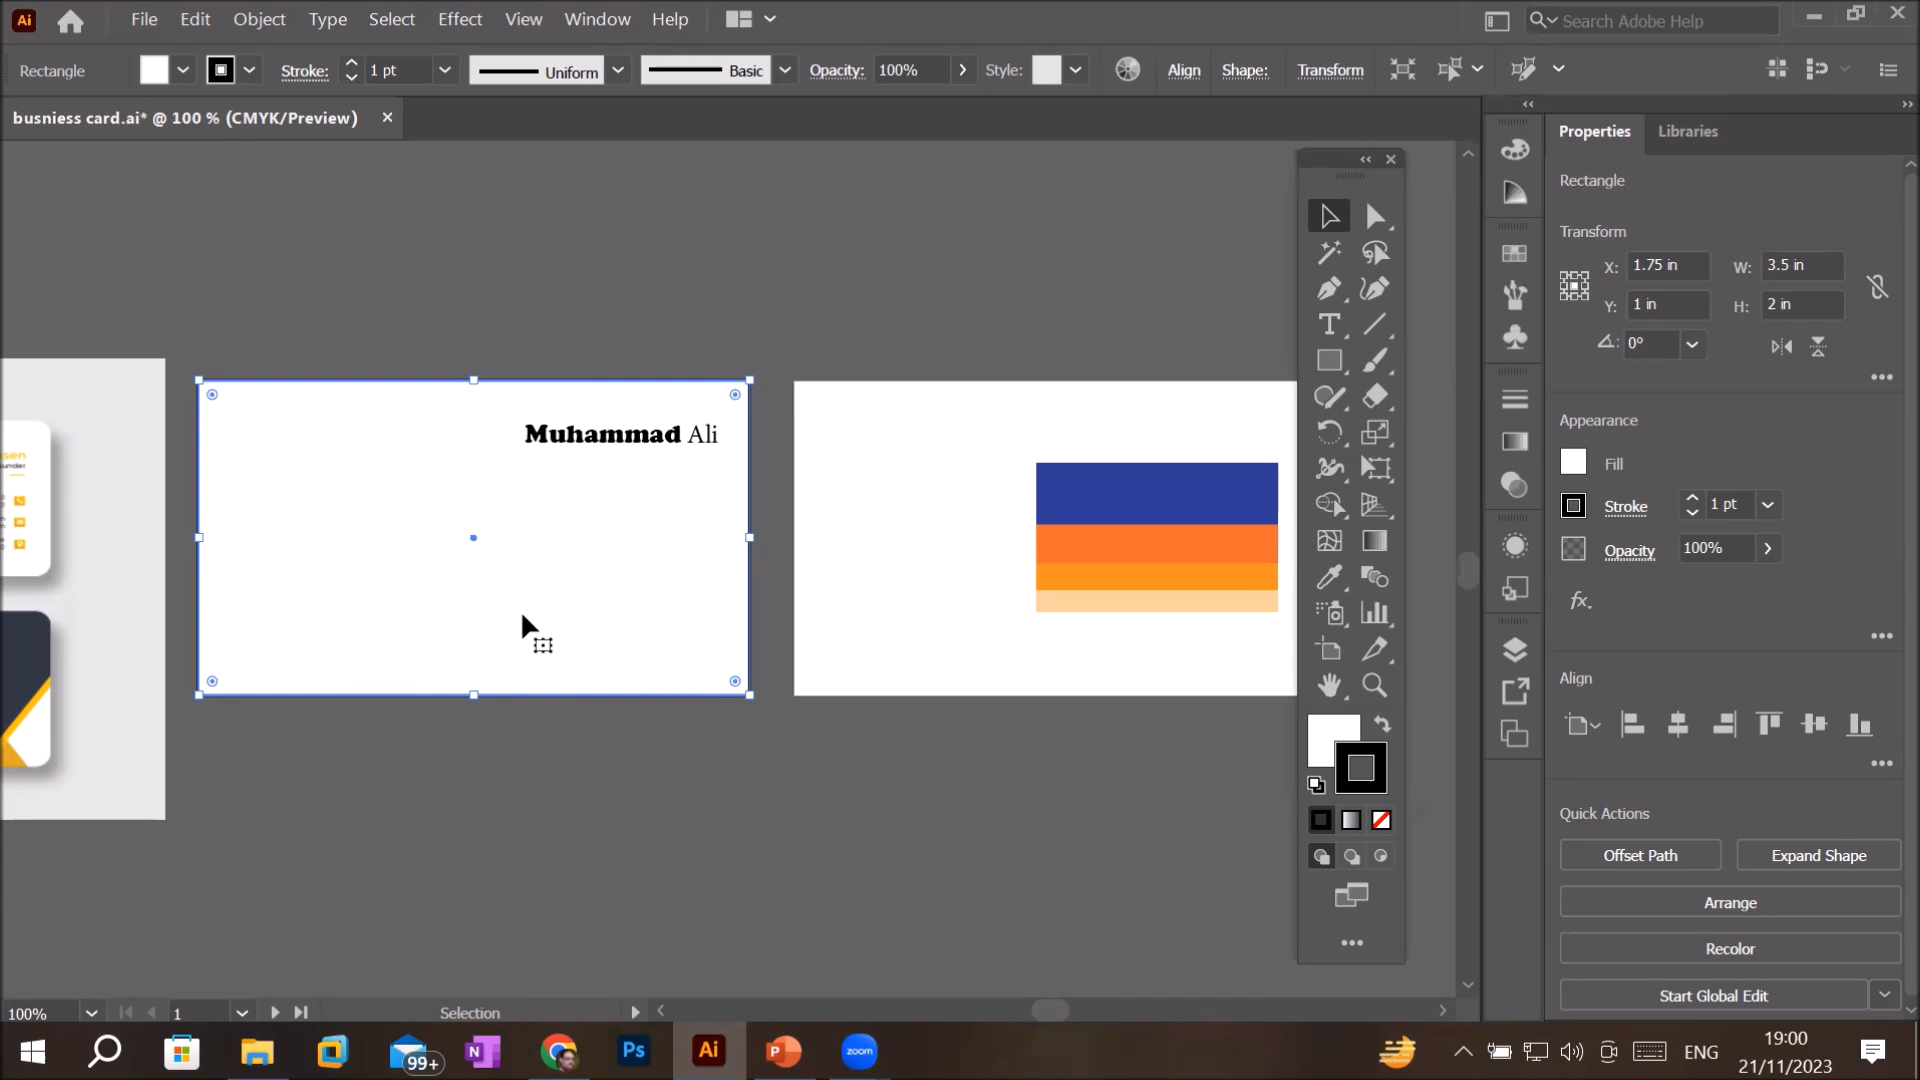 File Edit Object Type Select Effect View Window Help
Search Adobe Help
Rectangle
Stroke:
1 pt
Uniform
Basic
Opacity:
100%
Style:
Align
Shape:
Transform
busniess card.ai* @ 100 % (CMYK/Preview)
Muhammad Ali
Properties
Libraries
Rectangle
Transform
X:
1.75 in
W:
3.5 in
Y:
1 in
H:
2 in
0°
Appearance
Fill
Stroke
1 pt
Opacity
100%
fx.
Align
Quick Actions
Offset Path
Expand Shape
Arrange
Recolor
Start Global Edit
100%
1
Selection
99+
N
Ps
Ai
P
zoom
ENG
19:00
21/11/2023
Ai